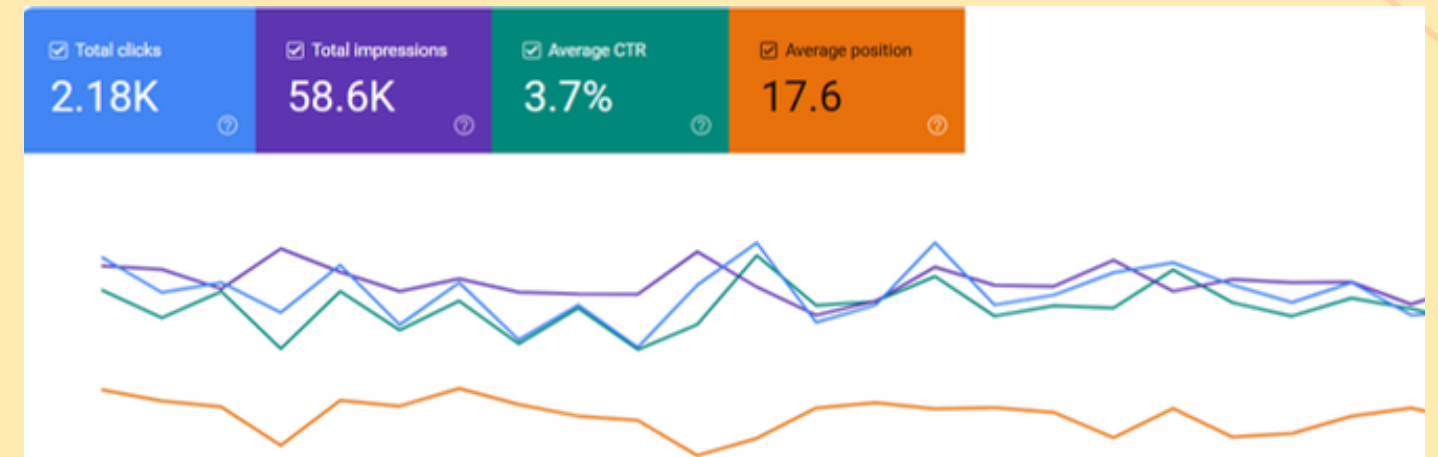 Total clicks
2.18K
Total impressions
58.6K
Average CTR
3.7%
Average position
17.6